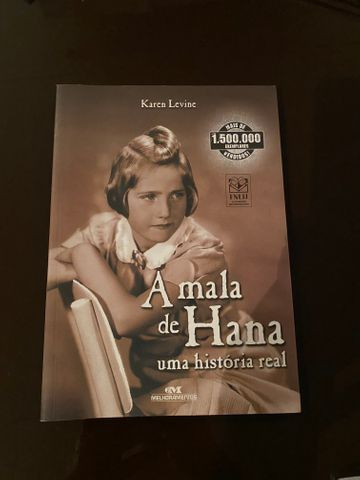 Karen Levine
MAIS DE
1.500.000
EXEMPLARES
VENDIDOS!
FNLIJ
A mala
de Hana
uma história real
MELHORAMENTOS